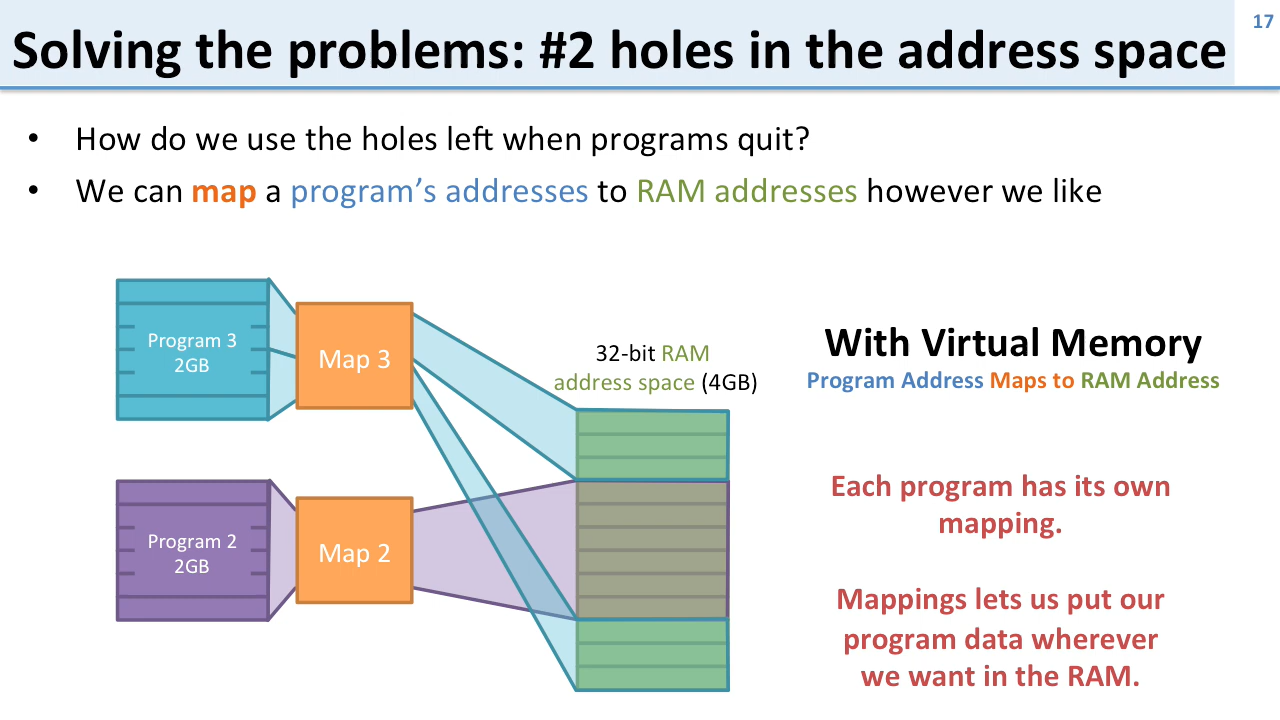 17
Solving the problems: #2 holes in the address space
• How do we use the holes left when programs quit?
• We can map a program’s addresses to RAM addresses however we like
Program 3
2GB
Map 3
32-bit RAM
address space (4GB)
With Virtual Memory
Program Address Maps to RAM Address
Program 2
2GB
Map 2
Each program has its own
mapping.
Mappings lets us put our
program data wherever
we want in the RAM.